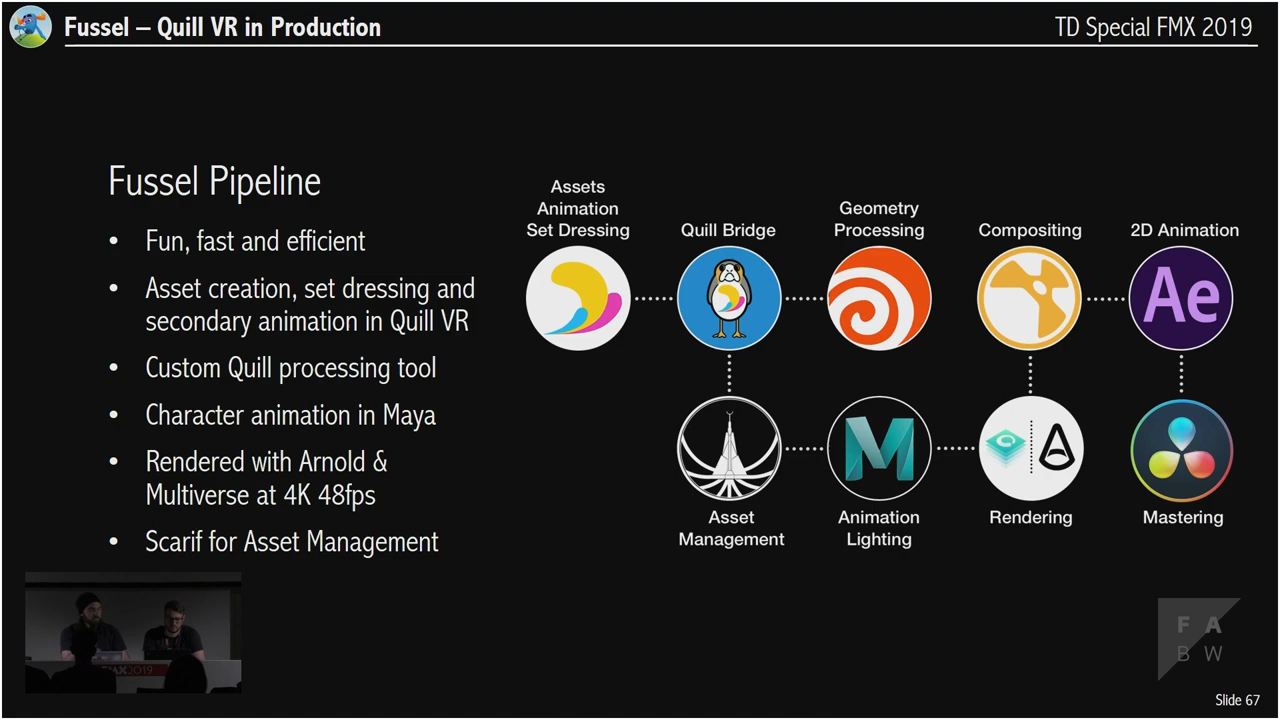 Fussel – Quill VR in Production
TD Special FMX 2019
Fussel Pipeline
• Fun, fast and efficient
• Asset creation, set dressing and
secondary animation in Quill VR
• Custom Quill processing tool
• Character animation in Maya
• Rendered with Arnold &
Multiverse at 4K 48fps
• Scarif for Asset Management
Assets
Animation
Set Dressing
Quill Bridge
Geometry
Processing
Compositing
2D Animation
Ae
Asset
Management
M
Animation
Lighting
Rendering
Mastering
FMX2019
F A
B W
Slide 67